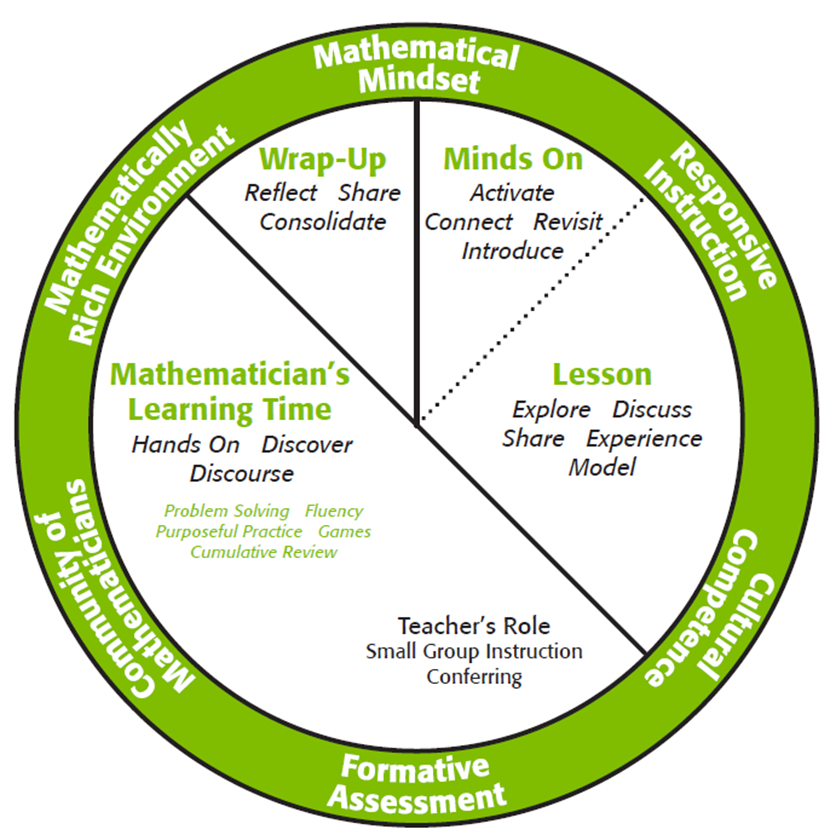 Mathematical
Mindset
Responsive
Instruction
Cultural
Competence
Formative
Assessment
Community of
Mathematicians
Mathematically
Rich Environment
Wrap-Up
Reflect Share
Consolidate
Minds On
Activate
Connect Revisit
Introduce
Lesson
Explore Discuss
Share Experience
Model
Mathematician’s
Learning Time
Hands On Discover
Discourse
Problem Solving Fluency
Purposeful Practice Games
Cumulative Review
Teacher’s Role
Small Group Instruction
Conferring